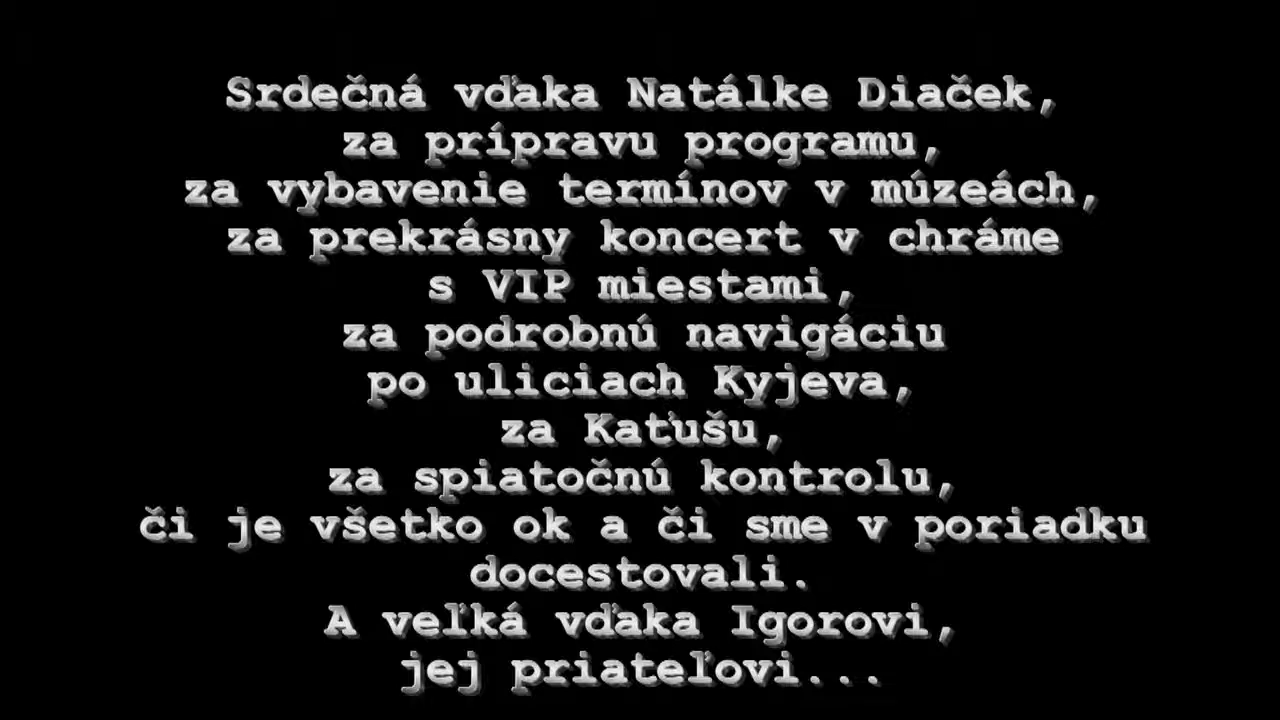 Srdečná vďaka Natálke Diaček,
za prípravu programu,
za vybavenie termínov v múzeách,
za prekrásny koncert v chráme
s VIP miestami,
za podrobnú navigáciu
po uliciach Kyjeva,
za Kaťušu,
za spiatočnú kontrolu,
či je všetko ok a či sme v poriadku
docestovali.
A veľká vďaka Igorovi,
jej priateľovi...